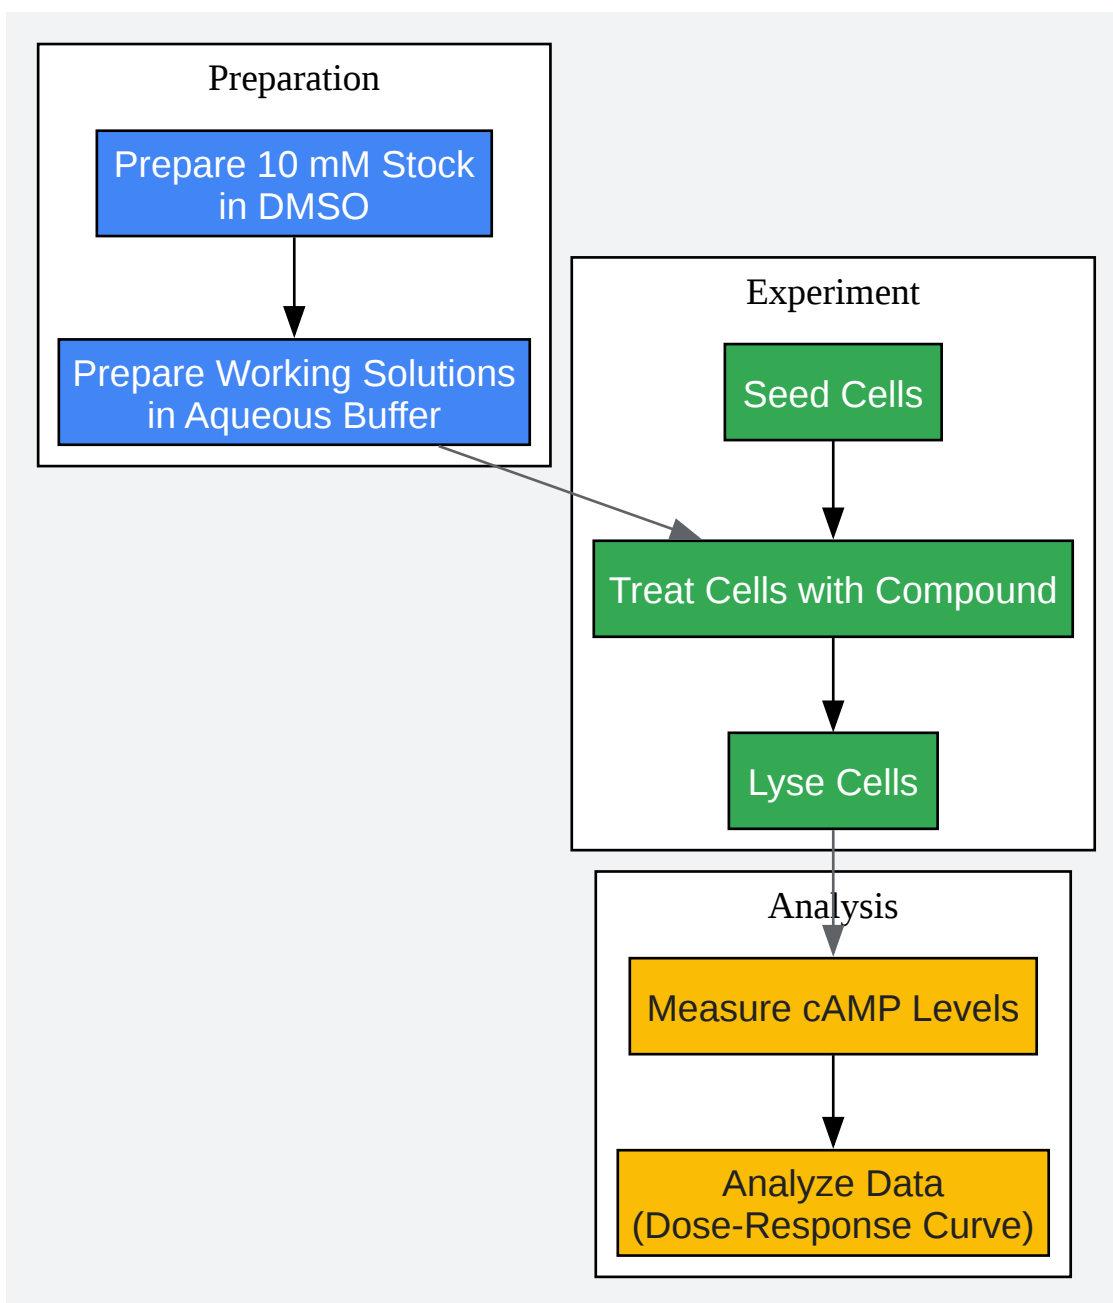 Preparation
Prepare 10 mM Stock
in DMSO
Prepare Working Solutions
in Aqueous Buffer
Experiment
Seed Cells
Treat Cells with Compound
Lyse Cells
Analysis
Measure cAMP Levels
Analyze Data
(Dose-Response Curve)